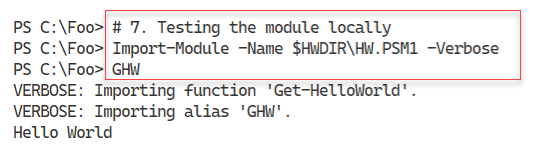 PS C:\Foo> # 7. Testing the module locally
PS C:\Foo> Import-Module -Name $HWDIR\HW.PSM1 -Verbose
PS C:\Foo> GHW
VERBOSE: Importing function 'Get-HelloWorld'.
VERBOSE: Importing alias 'GHW'.
Hello World